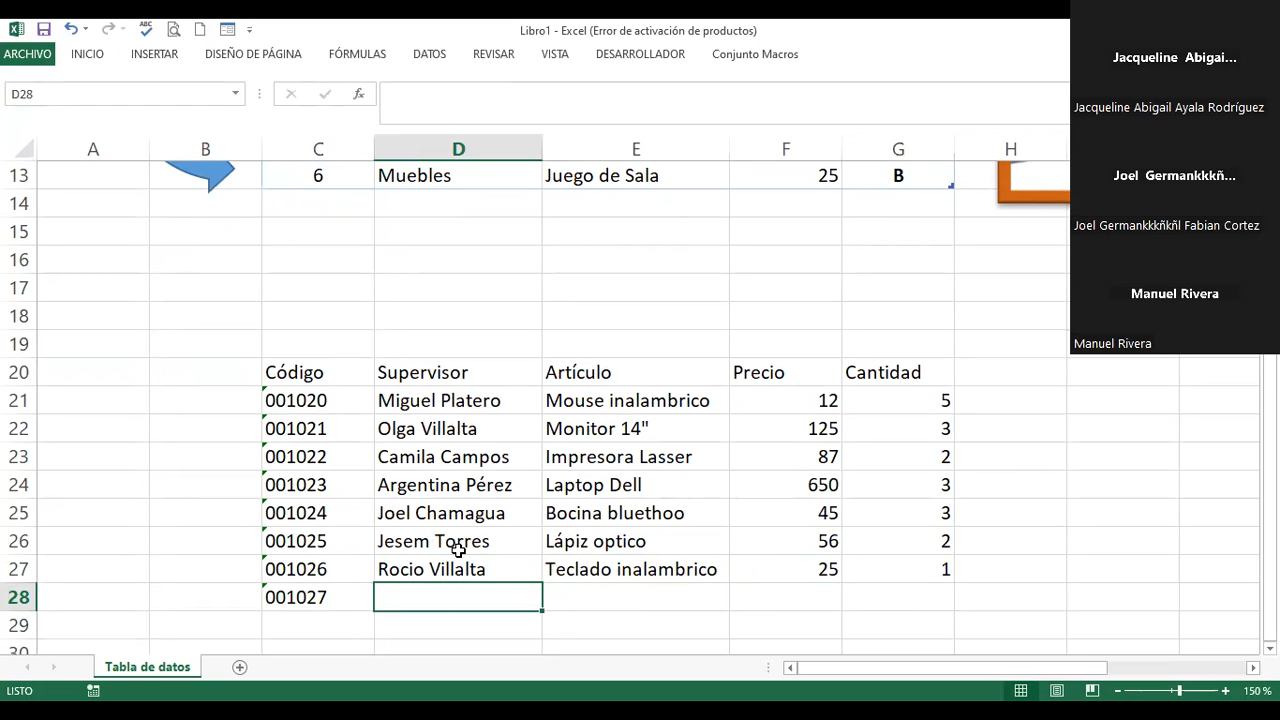 Libro1 - Excel (Error de activación de productos)
ARCHIVO INICIO INSERTAR DISEÑO DE PÁGINA FÓRMULAS DATOS REVISAR VISTA DESARROLLADOR Conjunto Macros
D28
A B C D E F G H
13 6 Muebles Juego de Sala 25 B
14
15
16
17
18
19
20 Código Supervisor Artículo Precio Cantidad
21 001020 Miguel Platero Mouse inalambrico 12 5
22 001021 Olga Villalta Monitor 14" 125 3
23 001022 Camila Campos Impresora Lasser 87 2
24 001023 Argentina Pérez Laptop Dell 650 3
25 001024 Joel Chamagua Bocina bluethoo 45 3
26 001025 Jesem Torres Lápiz optico 56 2
27 001026 Rocio Villalta Teclado inalambrico 25 1
28 001027
29
30
Tabla de datos
LISTO 150 %
Jacqueline Abigai...
Jacqueline Abigail Ayala Rodríguez
Joel Germankkkñ...
Joel Germankkkñkñl Fabian Cortez
Manuel Rivera
Manuel Rivera